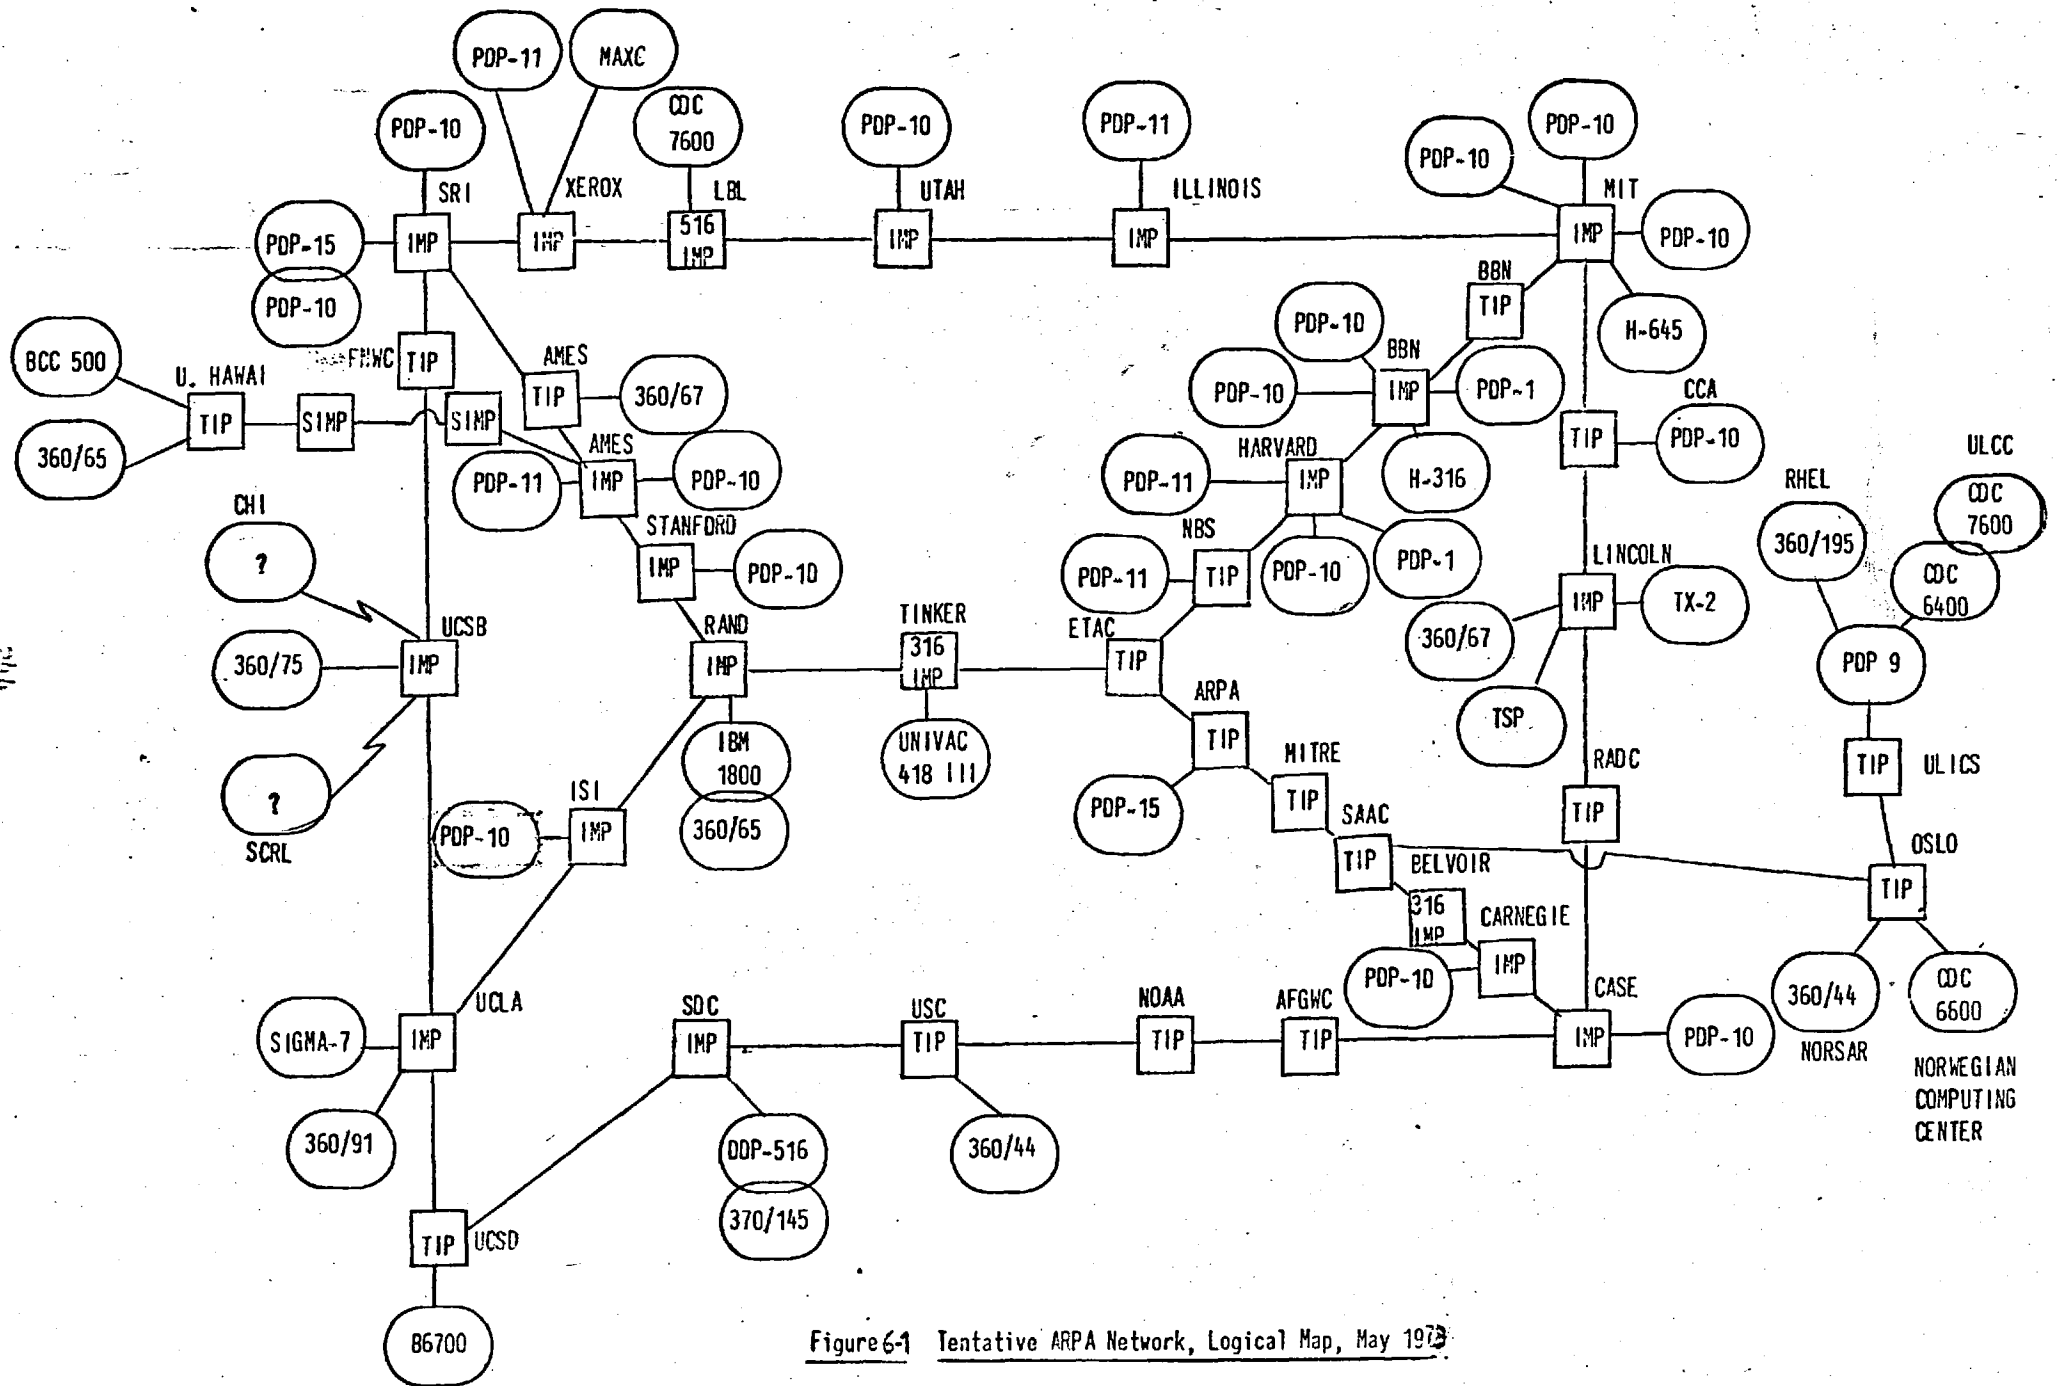 PDP-11
MAXC
PDP-10
CDC
7600
PDP-10
PDP-11
PDP-10
PDP-10
SRI
XEROX
LBL
UTAH
ILLINOIS
MIT
PDP-15
IMP
IMP
516
IMP
IMP
IMP
IMP
PDP-10
PDP-10
BBN
TIP
H-645
PDP-10
BCC 500
U. HAWAI
FNWC
TIP
AMES
TIP
360/67
BBN
PDP-10
IMP
PDP-1
PDP-10
CCA
TIP
PDP-10
TIP
SIMP
SIMP
360/65
AMES
PDP-11
IMP
PDP-10
HARVARD
PDP-11
IMP
H-316
ULCC
RHEL
CDC
7600
CHI
?
STANFORD
IMP
PDP-10
NBS
PDP-11
TIP
PDP-10
PDP-1
LINCOLN
IMP
TX-2
360/195
CDC
6400
UCSB
360/75
IMP
RAND
IMP
TINKER
316
IMP
ETAC
TIP
360/67
PDP 9
ARPA
TIP
TSP
?
SCRL
IBM
1800
UNIVAC
418 III
MITRE
TIP
RADC
TIP
TIP
ULICS
PDP-10
ISI
IMP
360/65
PDP-15
SAAC
TIP
BELVOIR
316
IMP
OSLO
TIP
CARNEGIE
PDP-10
IMP
360/44
NORSAR
CDC
6600
NORWEGIAN
COMPUTING
CENTER
SIGMA-7
IMP
UCLA
SDC
IMP
USC
TIP
NOAA
TIP
AFGWC
TIP
CASE
IMP
PDP-10
360/91
DDP-516
370/145
360/44
TIP
UCSD
B6700
Figure 6-1 Tentative ARPA Network, Logical Map, May 1973